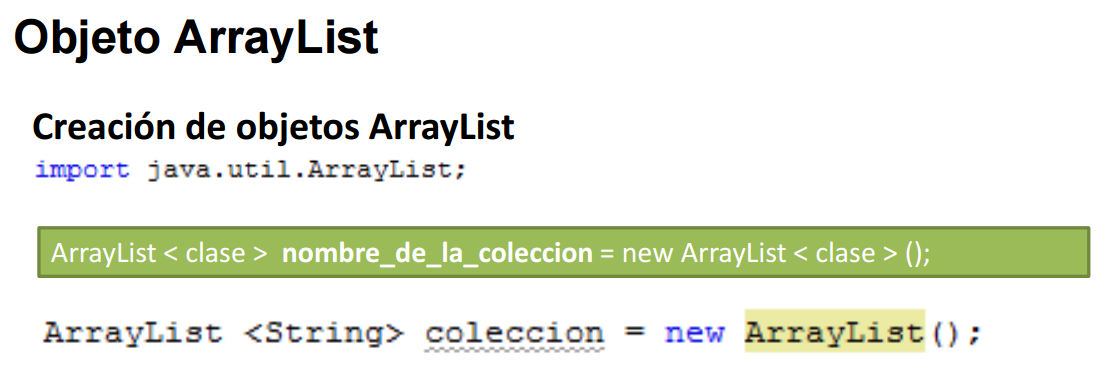 Objeto ArrayList
Creación de objetos ArrayList
import java.util.ArrayList;
ArrayList < clase > nombre_de_la_coleccion = new ArrayList < clase > ();
ArrayList <String> coleccion = new ArrayList();